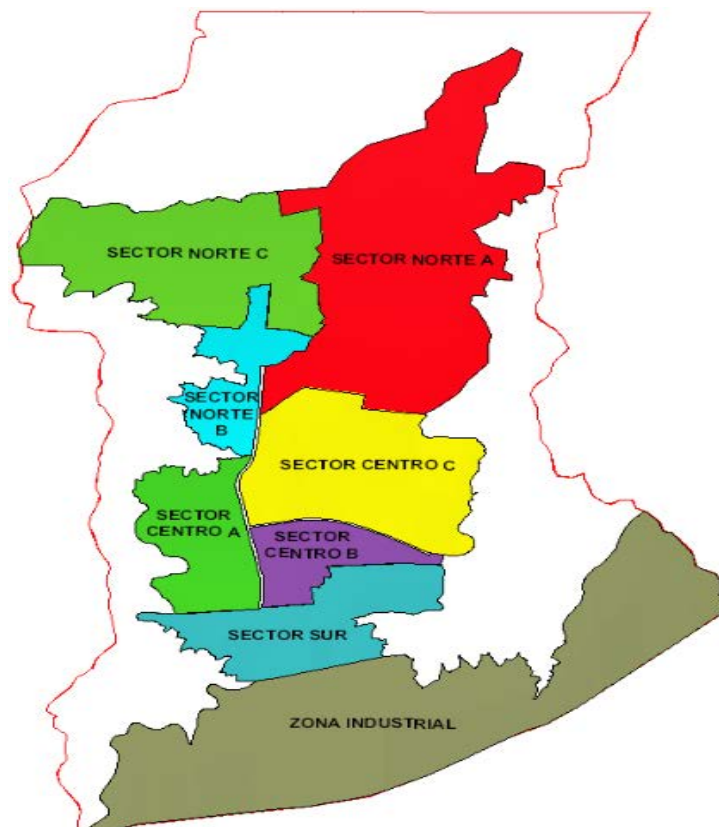 SECTOR NORTE C
SECTOR NORTE A
SECTOR
NORTE
B
SECTOR CENTRO C
SECTOR
CENTRO A
SECTOR
CENTRO B
SECTOR SUR
ZONA INDUSTRIAL